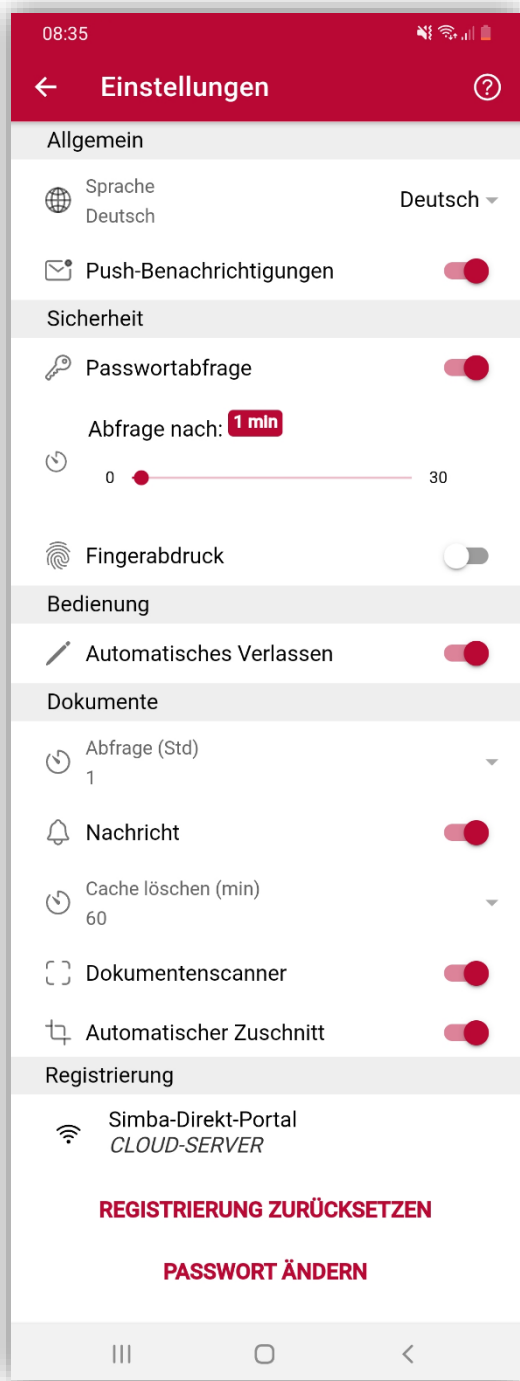 08:35
Einstellungen
Allgemein
Sprache
Deutsch
Deutsch
Push-Benachrichtigungen
Sicherheit
Passwortabfrage
Abfrage nach: 1 min
0 30
Fingerabdruck
Bedienung
Automatisches Verlassen
Dokumente
Abfrage (Std)
1
Nachricht
Cache löschen (min)
60
Dokumentenscanner
Automatischer Zuschnitt
Registrierung
Simba-Direkt-Portal
CLOUD-SERVER
REGISTRIERUNG ZURÜCKSETZEN
PASSWORT ÄNDERN